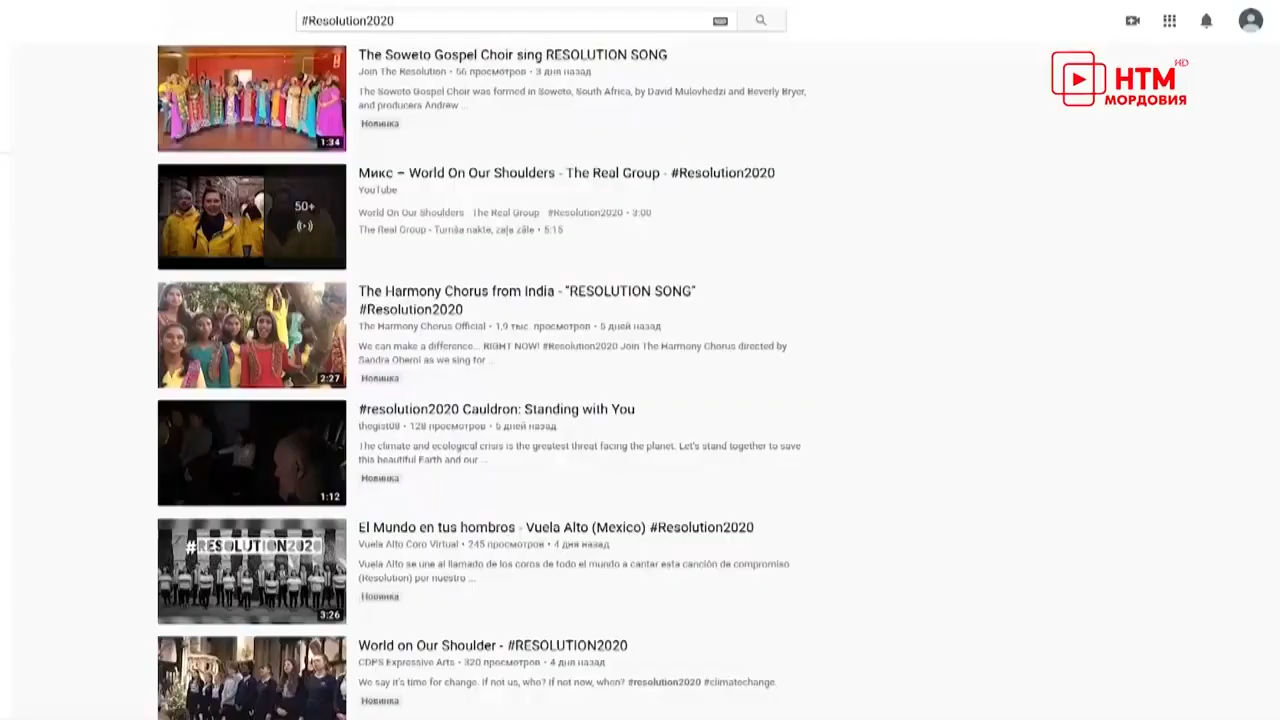 #Resolution2020
The Soweto Gospel Choir sing RESOLUTION SONG
Join The Resolution • 56 просмотров • 3 дня назад
The Soweto Gospel Choir was formed in Soweto, South Africa, by David Mulovhedzi and Beverly Bryer,
and producers Andrew ...
Новинка
1:34
НТМ HD
МОРДОВИЯ
Микс – World On Our Shoulders - The Real Group - #Resolution2020
YouTube
World On Our Shoulders The Real Group #Resolution2020 • 3:00
The Real Group - Tumša nakte, zaļa zāle • 5:15
50+
The Harmony Chorus from India - "RESOLUTION SONG"
#Resolution2020
The Harmony Chorus Official • 1,9 тыс. просмотров • 5 дней назад
We can make a difference... RIGHT NOW! #Resolution2020 Join The Harmony Chorus directed by
Sandra Oberoi as we sing for ...
Новинка
2:27
#resolution2020 Cauldron: Standing with You
thegist08 • 128 просмотров • 5 дней назад
The climate and ecological crisis is the greatest threat facing the planet. Let's stand together to save
this beautiful Earth and our ...
Новинка
1:12
El Mundo en tus hombros - Vuela Alto (Mexico) #Resolution2020
Vuela Alto Coro Virtual • 245 просмотров • 4 дня назад
Vuela Alto se une al llamado de los coros de todo el mundo a cantar esta canción de compromiso
(Resolution) por nuestro ...
Новинка
#RESOLUTION2020
3:26
World on Our Shoulder - #RESOLUTION2020
CDPS Expressive Arts • 320 просмотров • 4 дня назад
We say it's time for change. If not us, who? If not now, when? #resolution2020 #climatechange
Новинка